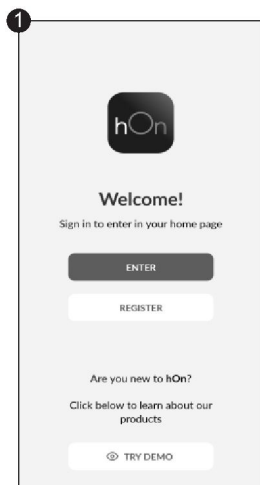 1
hOn
Welcome!
Sign in to enter in your home page
ENTER
REGISTER
Are you new to hOn?
Click below to learn about our
products
TRY DEMO